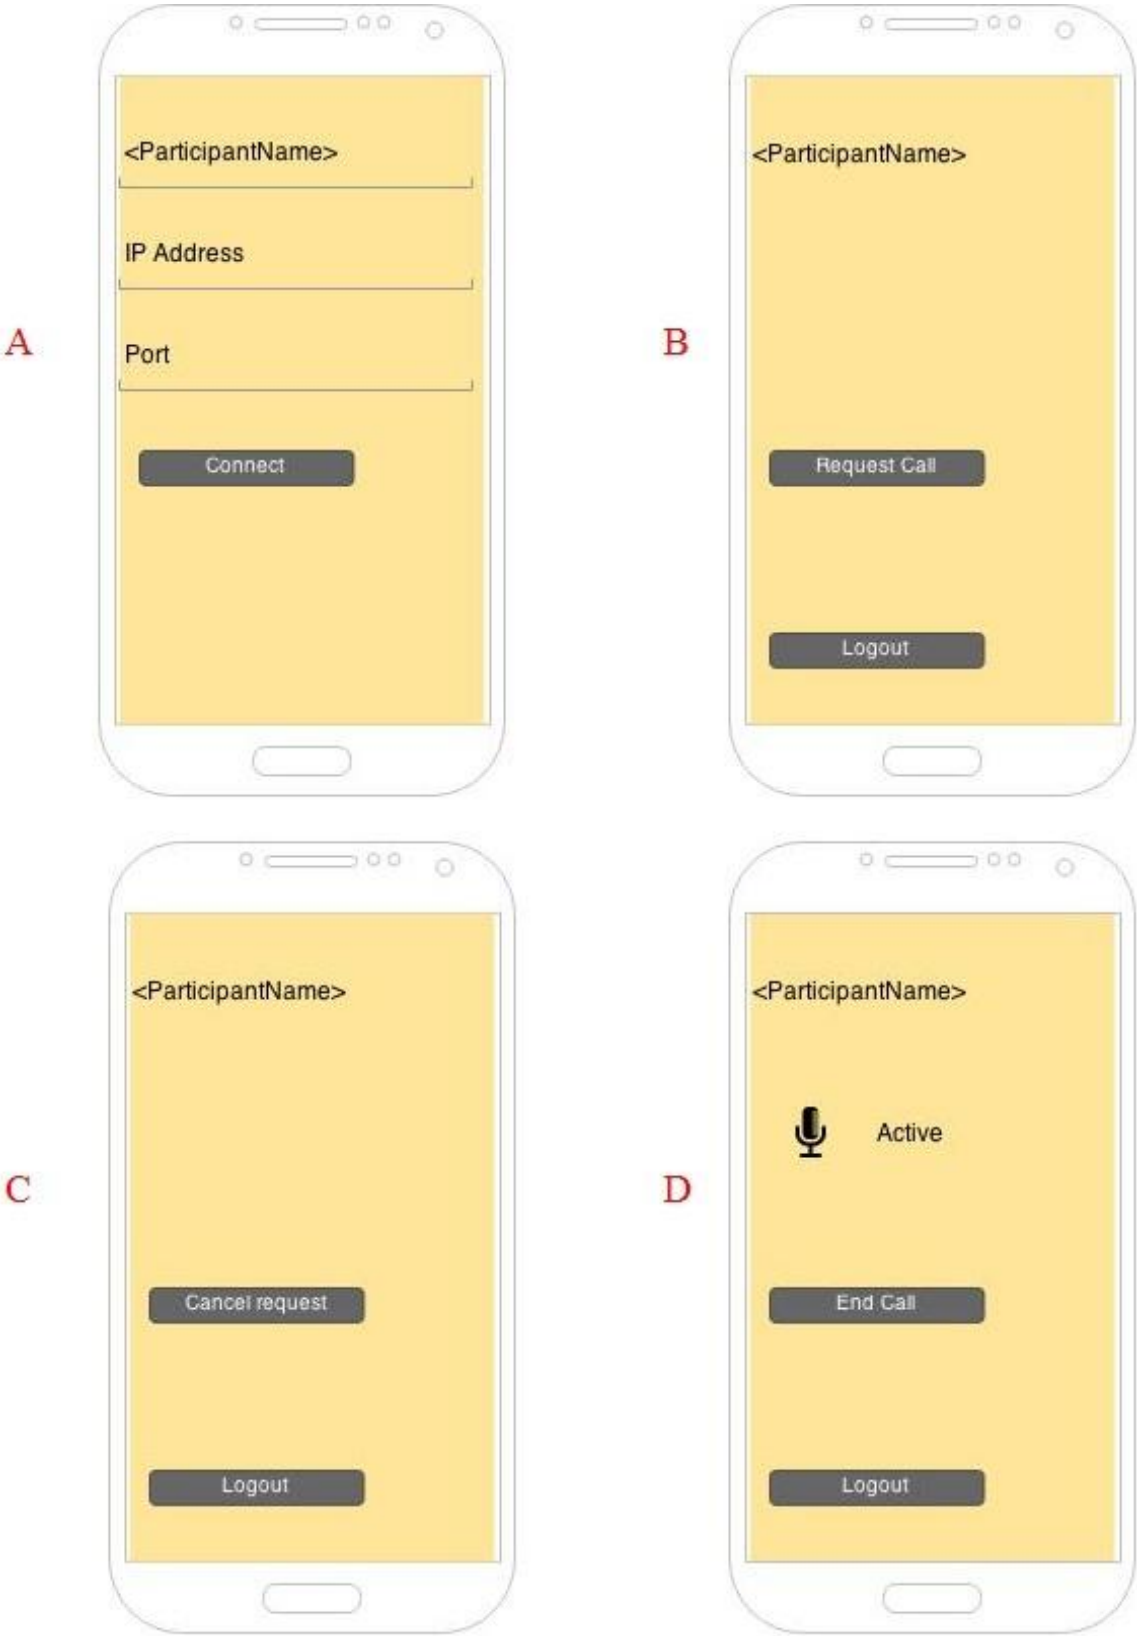 <ParticipantName>
IP Address
Port
Connect
A
<ParticipantName>
Request Call
Logout
B
<ParticipantName>
Cancel request
Logout
C
<ParticipantName>
Active
End Call
Logout
D